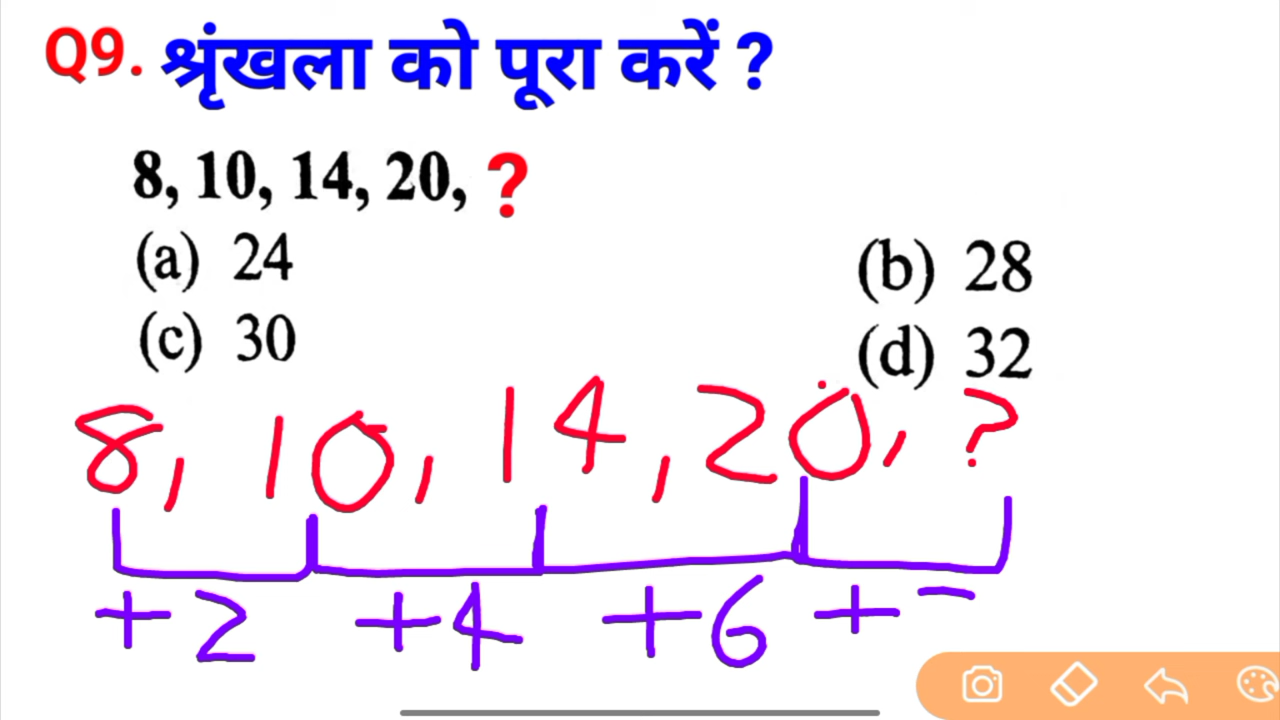 Q9. श्रृंखला को पूरा करें ?
8, 10, 14, 20, ?
(a) 24 (b) 28
(c) 30 (d) 32
8, 10, 14, 20, ?
+2 +4 +6 +